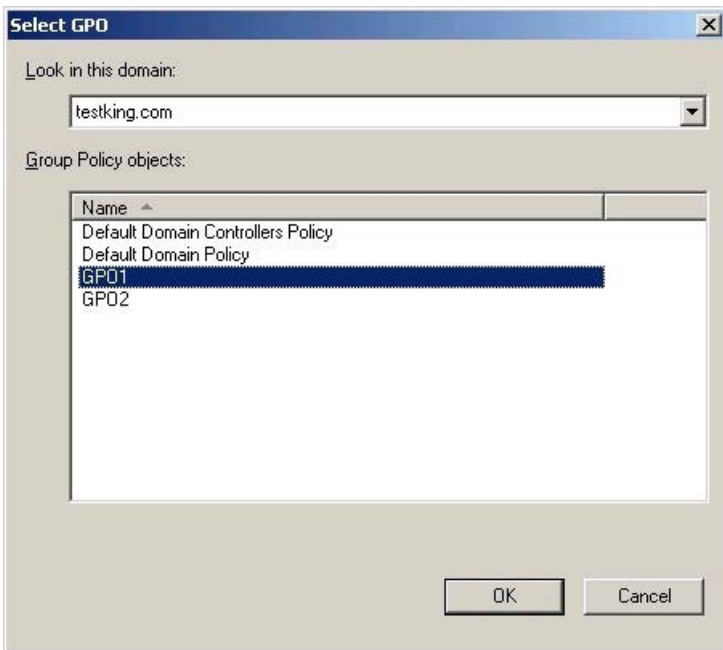 Select GPO
Look in this domain:
testking.com
Group Policy objects:
Name
Default Domain Controllers Policy
Default Domain Policy
GPO1
GPO2
OK Cancel